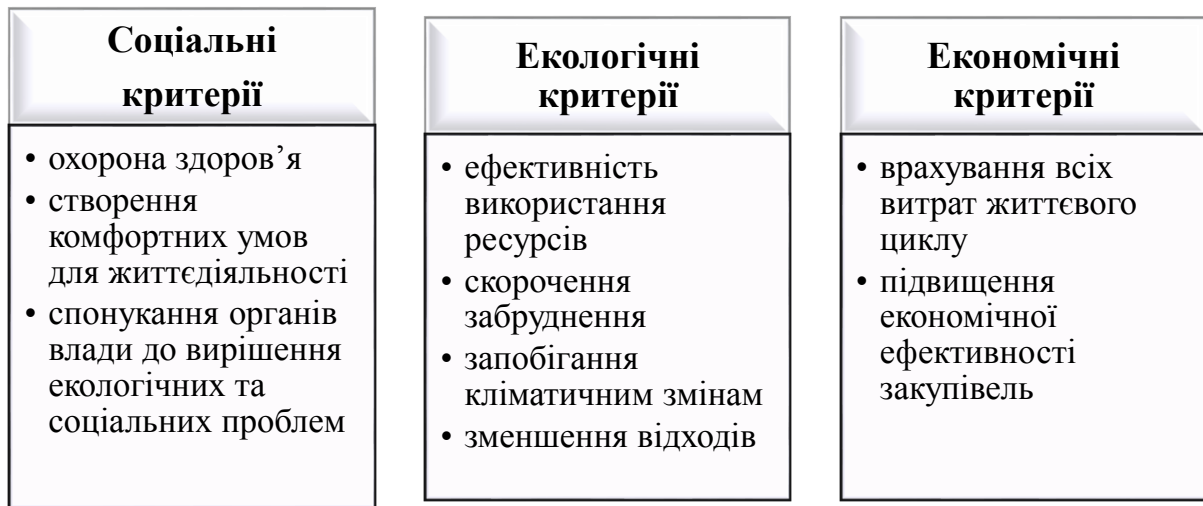 Соціальні
критерії
• охорона здоров’я
• створення
комфортних умов
для життєдіяльності
• спонукання органів
влади до вирішення
екологічних та
соціальних проблем
Екологічні
критерії
• ефективність
використання
ресурсів
• скорочення
забруднення
• запобігання
кліматичним змінам
• зменшення відходів
Економічні
критерії
• врахування всіх
витрат життєвого
циклу
• підвищення
економічної
ефективності
закупівель